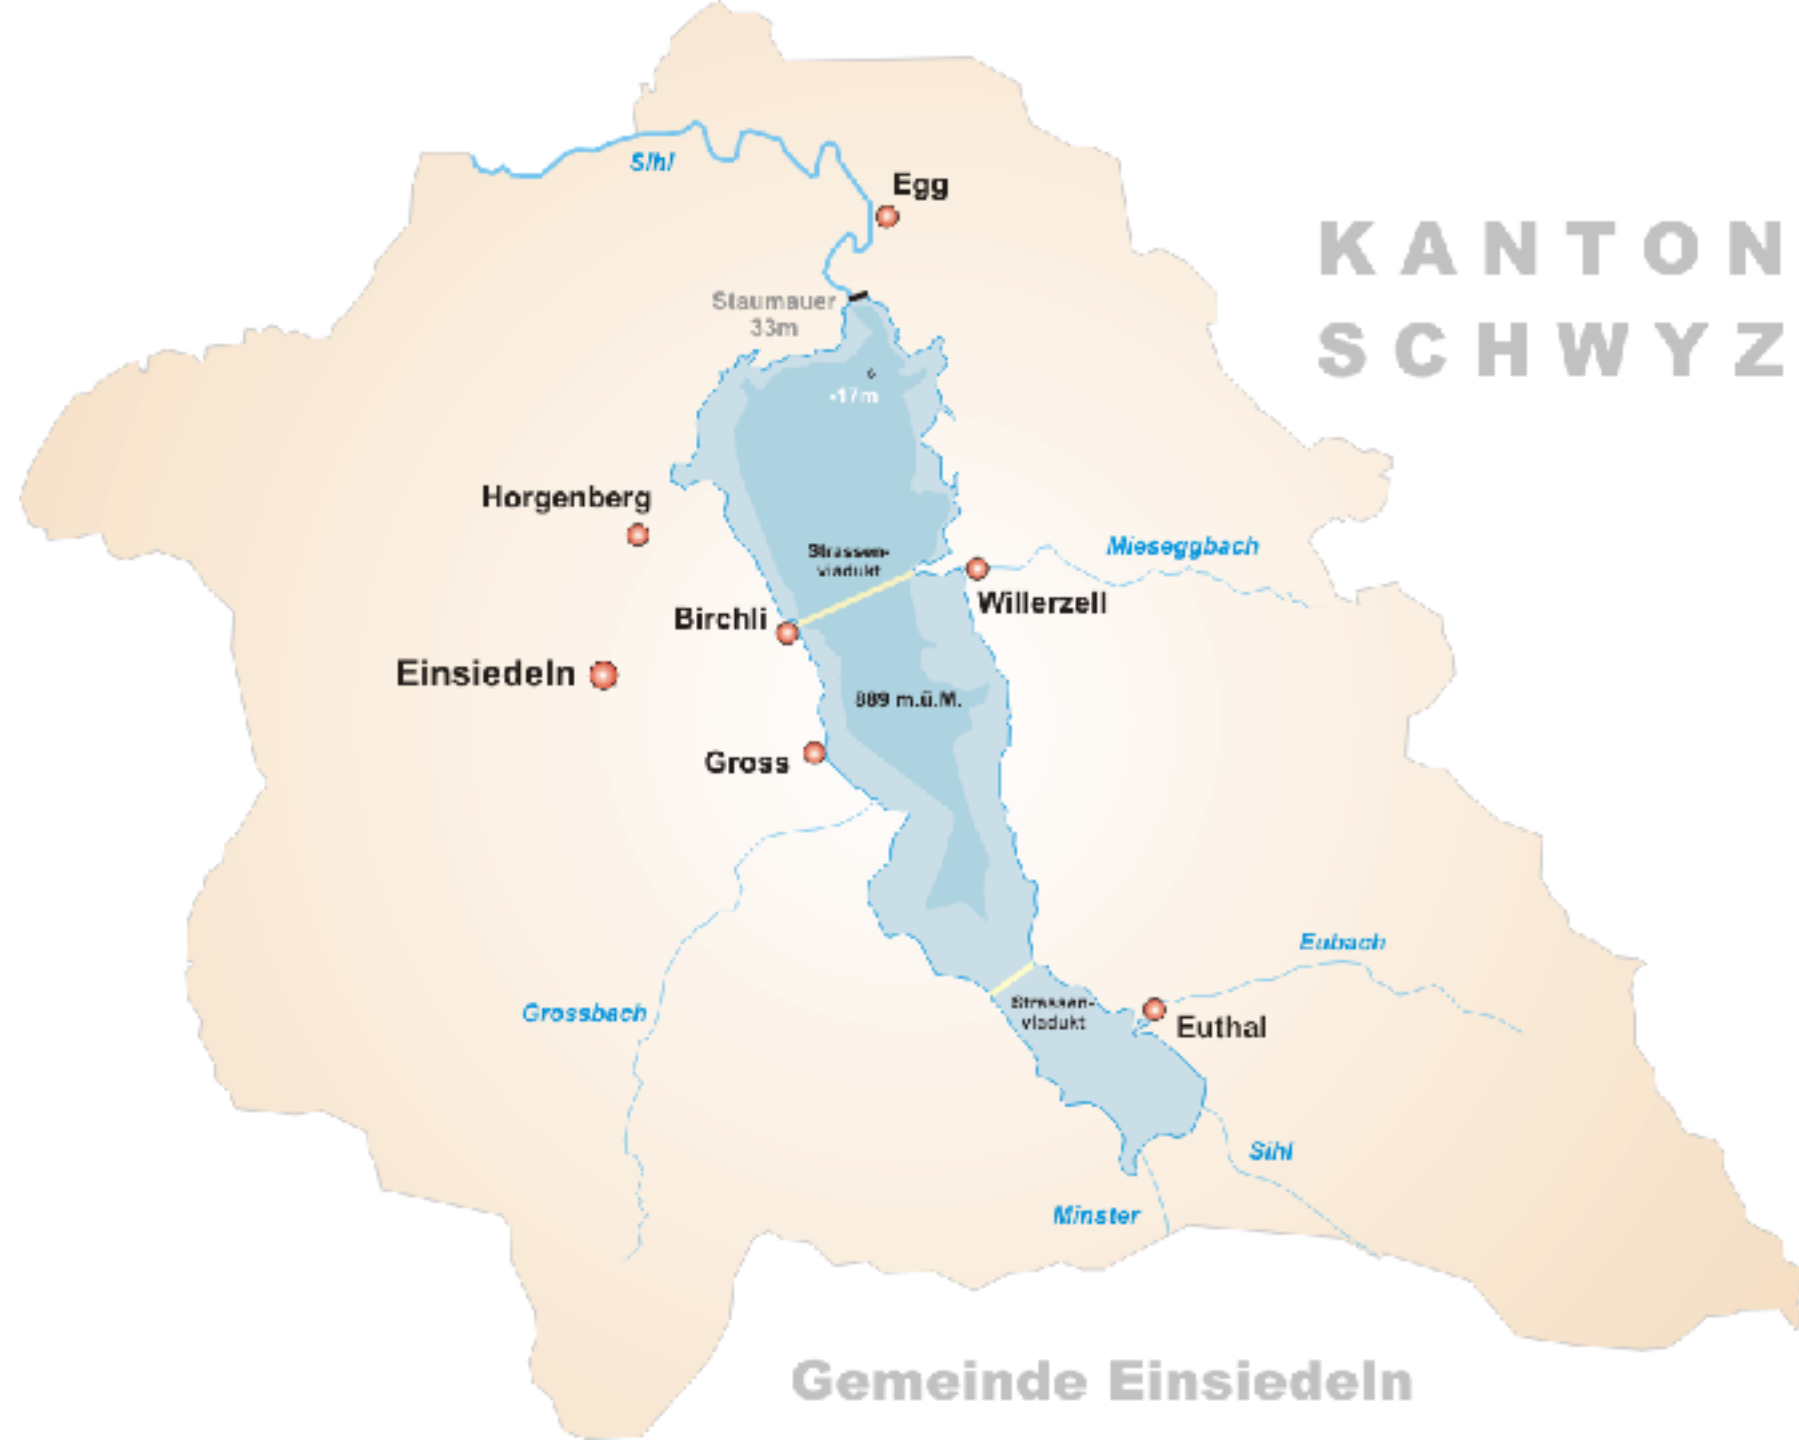 Sihl
Egg
KANTON
SCHWYZ
Staumauer
33m
-17m
Horgenberg
Strassen-
viadukt
Mieseggbach
Willerzell
Birchli
Einsiedeln
889 m.ü.M.
Gross
Eubach
Grossbach
Strassen-
viadukt
Euthal
Sihl
Minster
Gemeinde Einsiedeln